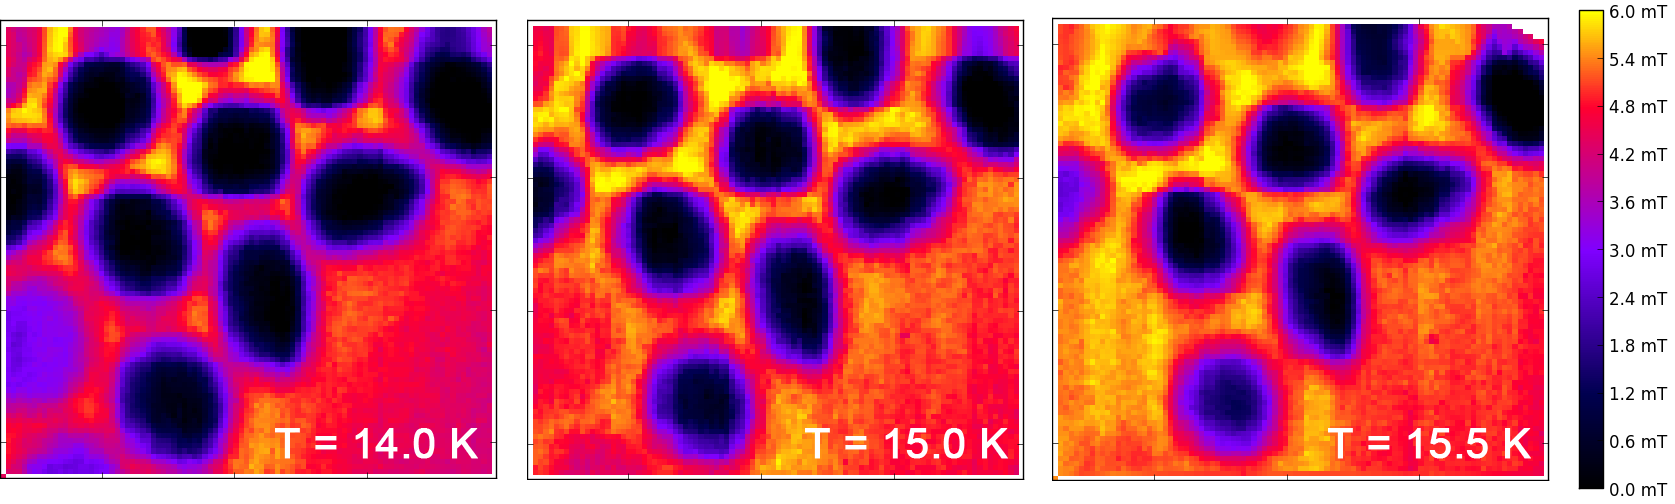 T = 14.0 K
T = 15.0 K
T = 15.5 K
6.0 mT
5.4 mT
4.8 mT
4.2 mT
3.6 mT
3.0 mT
2.4 mT
1.8 mT
1.2 mT
0.6 mT
0.0 mT